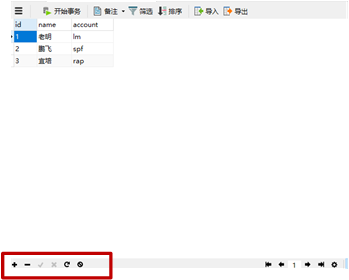 开始事务 备注 筛选 排序 导入 导出
id name account
1 老明 lm
2 鹏飞 spf
3 宜培 rap
1